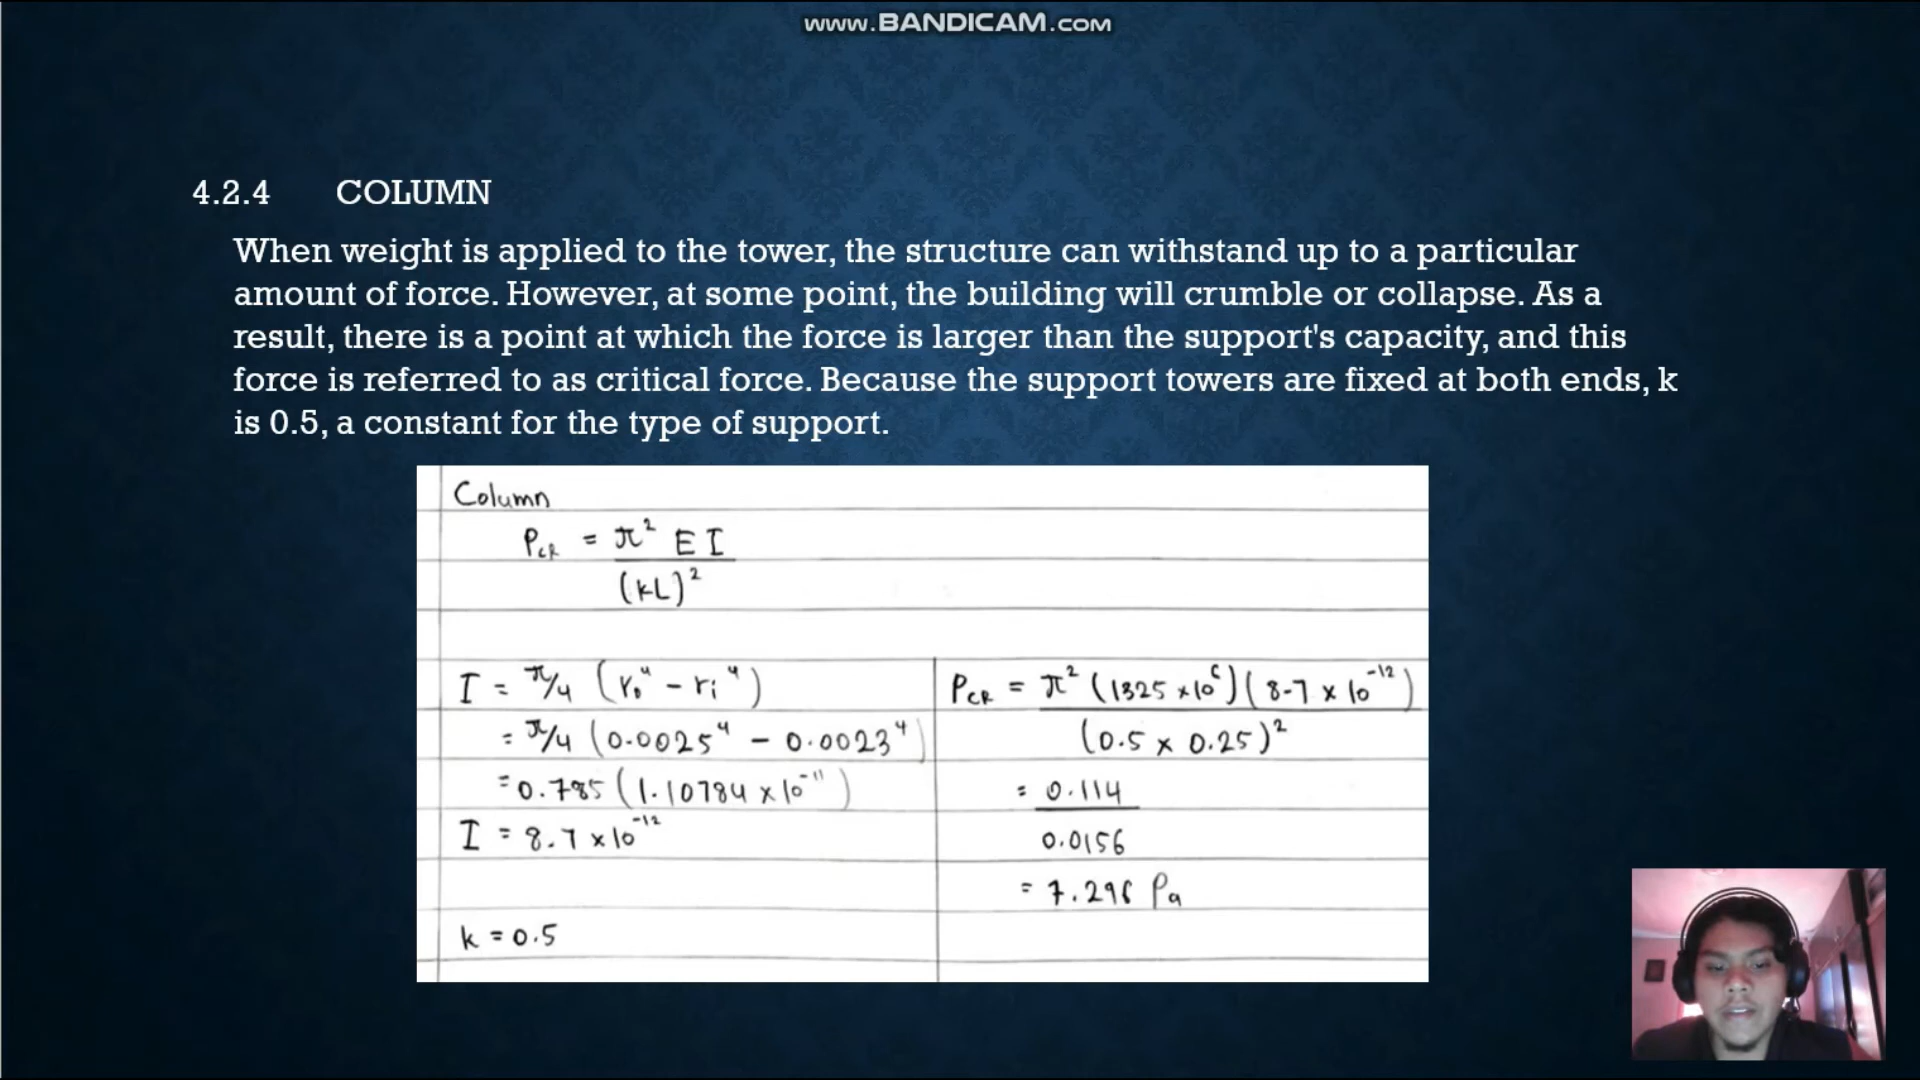 www.BANDICAM.com
4.2.4 COLUMN
When weight is applied to the tower, the structure can withstand up to a particular
amount of force. However, at some point, the building will crumble or collapse. As a
result, there is a point at which the force is larger than the support's capacity, and this
force is referred to as critical force. Because the support towers are fixed at both ends, k
is 0.5, a constant for the type of support.
Column
P_CR = π² E I
(kL)²
I = π/4 (r₀⁴ - rᵢ⁴)
= π/4 (0.0025⁴ - 0.0023⁴)
= 0.785 (1.10784 × 10⁻¹¹)
I = 8.7 × 10⁻¹²
k = 0.5
P_CR = π² (1325 × 10⁶)(8.7 × 10⁻¹²)
(0.5 × 0.25)²
= 0.114
0.0156
= 7.296 Pa